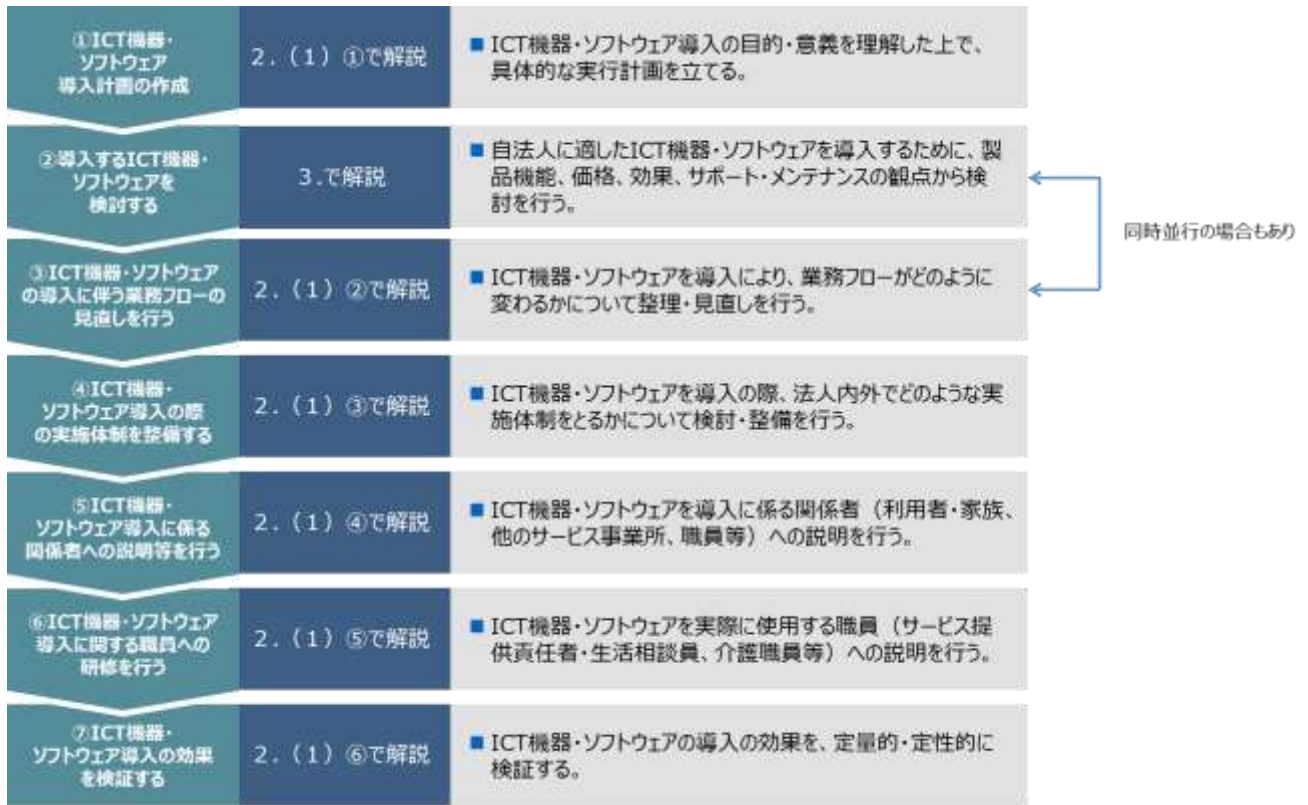 ①ICT機器・
ソフトウェア
導入計画の作成
2.（1）①で解説
■ ICT機器・ソフトウェア導入の目的・意義を理解した上で、
具体的な実行計画を立てる。
②導入するICT機器・
ソフトウェアを
検討する
3.で解説
■ 自法人に適したICT機器・ソフトウェアを導入するために、製
品機能、価格、効果、サポート・メンテナンスの観点から検
討を行う。
同時並行の場合もあり
③ICT機器・ソフトウェア
の導入に伴う業務フローの
見直しを行う
2.（1）②で解説
■ ICT機器・ソフトウェアを導入により、業務フローがどのように
変わるかについて整理・見直しを行う。
④ICT機器・
ソフトウェア導入の際
の実施体制を整備する
2.（1）③で解説
■ ICT機器・ソフトウェアを導入の際、法人内外でどのような実
施体制をとるかについて検討・整備を行う。
⑤ICT機器・
ソフトウェア導入に係る
関係者への説明等を行う
2.（1）④で解説
■ ICT機器・ソフトウェアを導入に係る関係者（利用者・家族、
他のサービス事業所、職員等）への説明を行う。
⑥ICT機器・ソフトウェア
導入に関する職員への
研修を行う
2.（1）⑤で解説
■ ICT機器・ソフトウェアを実際に使用する職員（サービス提
供責任者・生活相談員、介護職員等）への説明を行う。
⑦ICT機器・
ソフトウェア導入の効果
を検証する
2.（1）⑥で解説
■ ICT機器・ソフトウェアの導入の効果を、定量的・定性的に
検証する。